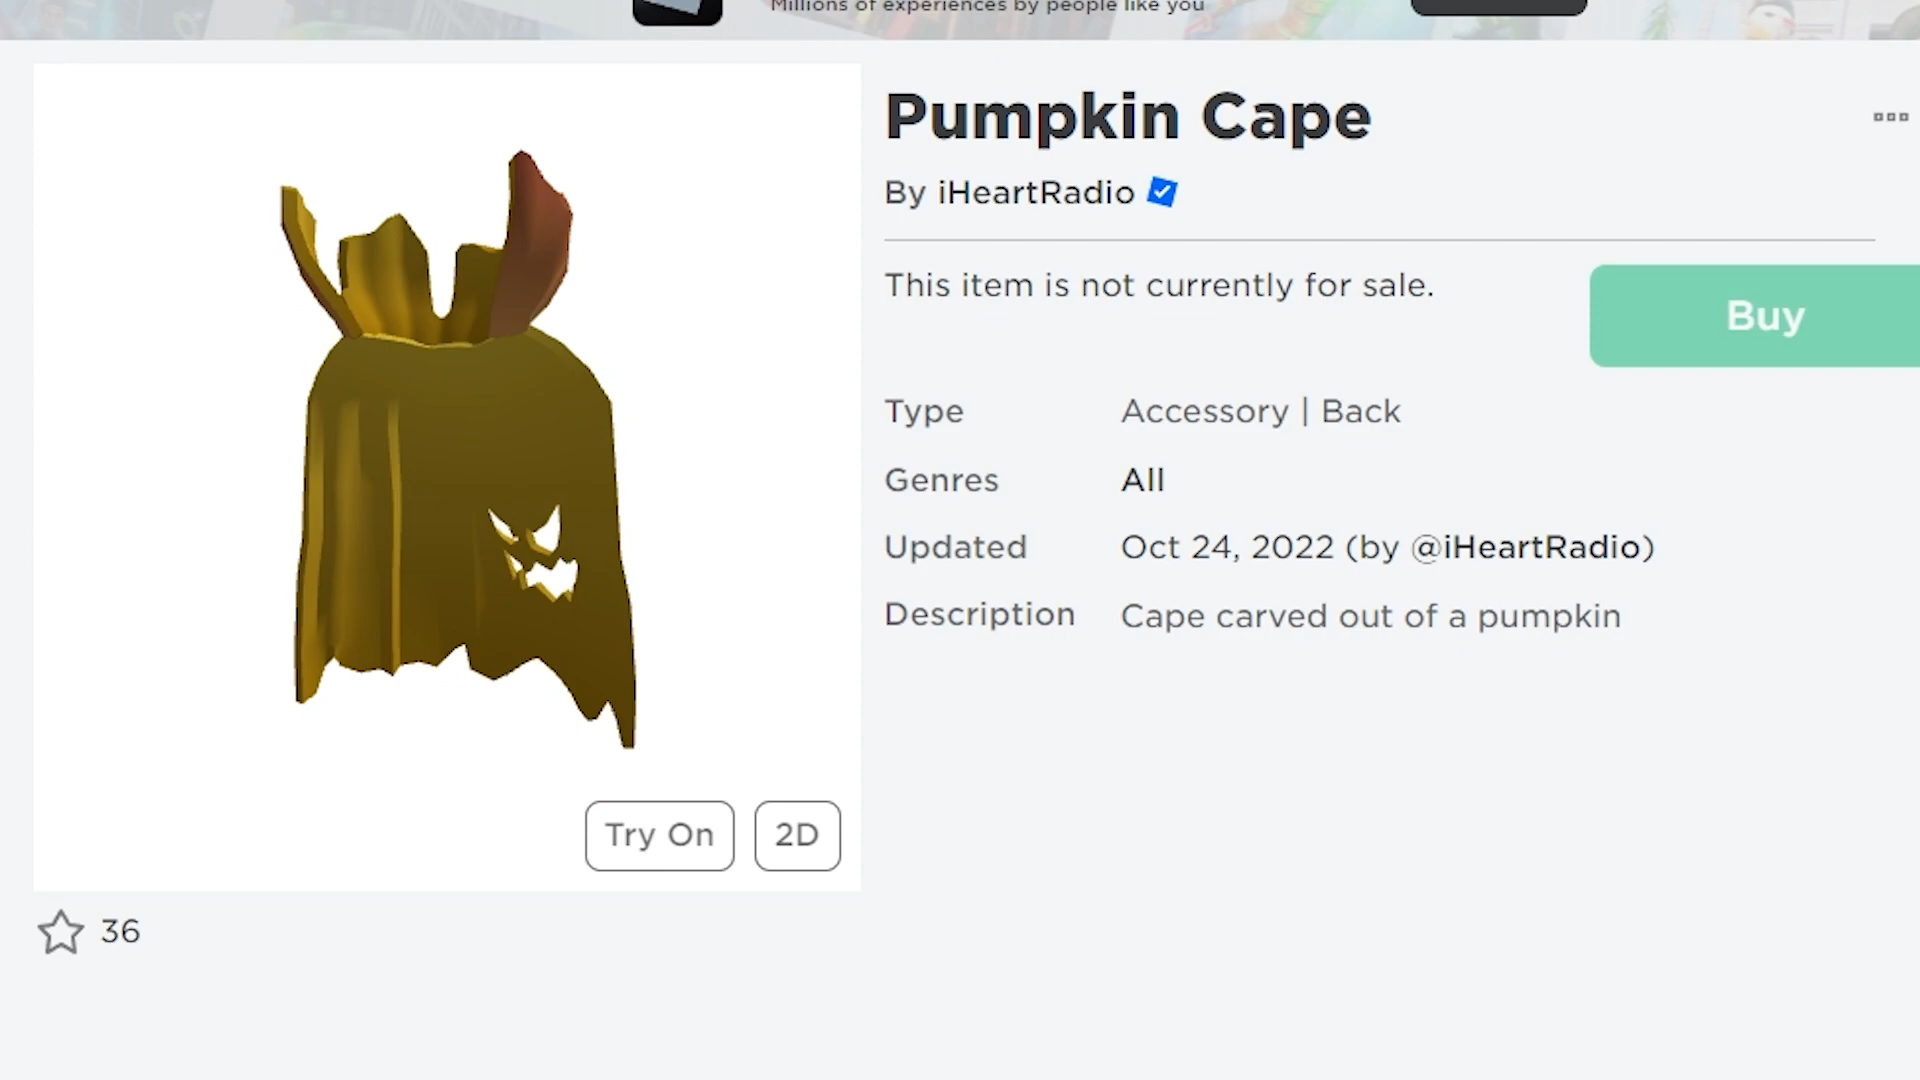 Millions of experiences by people like you
Pumpkin Cape
By iHeartRadio
This item is not currently for sale.
Buy
Type Accessory | Back
Genres All
Updated Oct 24, 2022 (by @iHeartRadio)
Description Cape carved out of a pumpkin
Try On 2D
36